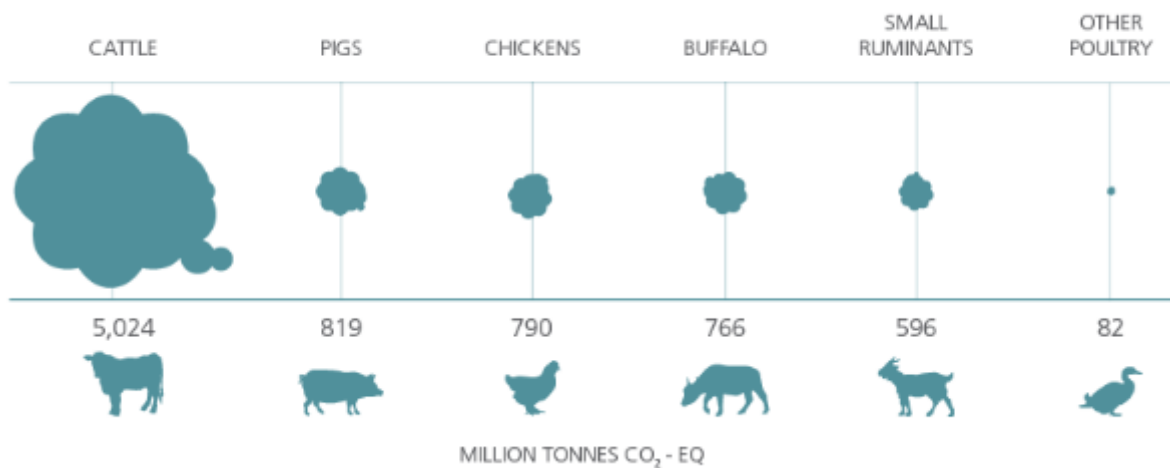 CATTLE
PIGS
CHICKENS
BUFFALO
SMALL
RUMINANTS
OTHER
POULTRY
5,024
819
790
766
596
82
MILLION TONNES CO₂ - EQ